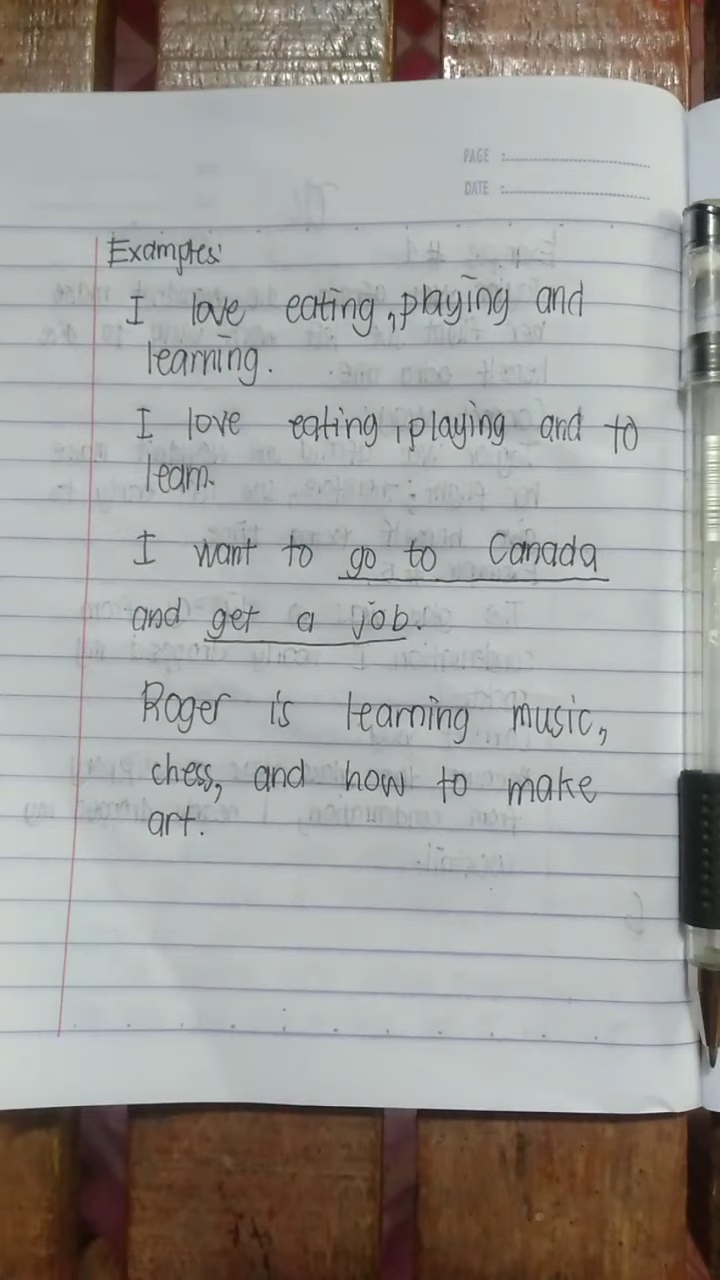 PAGE :
DATE :
Examples:
I love eating, playing and
learning.
I love eating, playing and to
learn.
I want to go to Canada
and get a job.
Roger is learning music,
chess, and how to make
art.